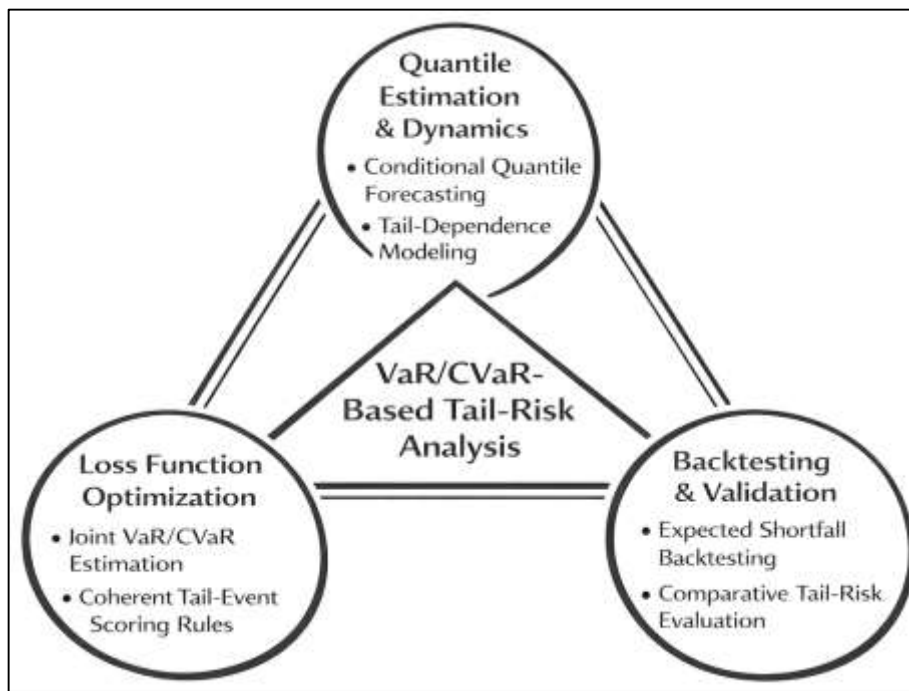 Quantile
Estimation
& Dynamics
• Conditional Quantile
Forecasting
• Tail-Dependence
Modeling
VaR/CVaR-
Based Tail-Risk
Analysis
Loss Function
Optimization
• Joint VaR/CVaR
Estimation
• Coherent Tail-Event
Scoring Rules
Backtesting
& Validation
• Expected Shortfall
Backtesting
• Comparative Tail-Risk
Evaluation